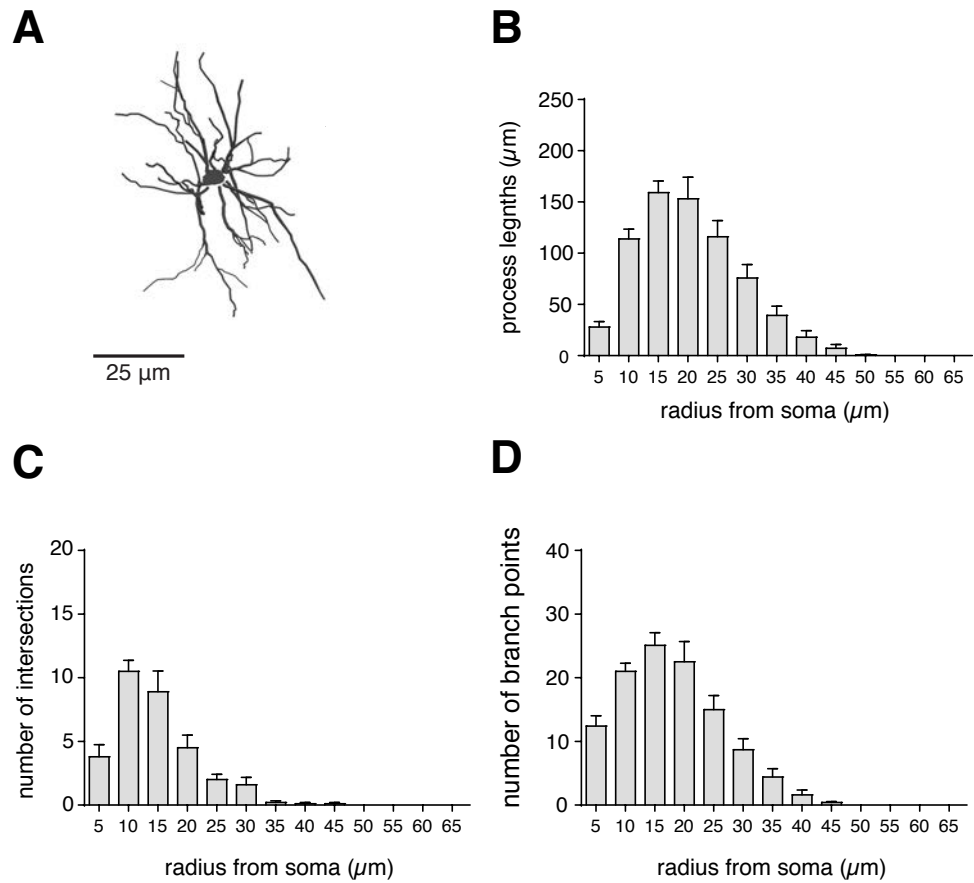 A
25 µm
B
process legnths (µm)
250
200
150
100
50
0
5 10 15 20 25 30 35 40 45 50 55 60 65
radius from soma (µm)
C
number of intersections
20
15
10
5
0
5 10 15 20 25 30 35 40 45 50 55 60 65
radius from soma (µm)
D
number of branch points
40
30
20
10
0
5 10 15 20 25 30 35 40 45 50 55 60 65
radius from soma (µm)